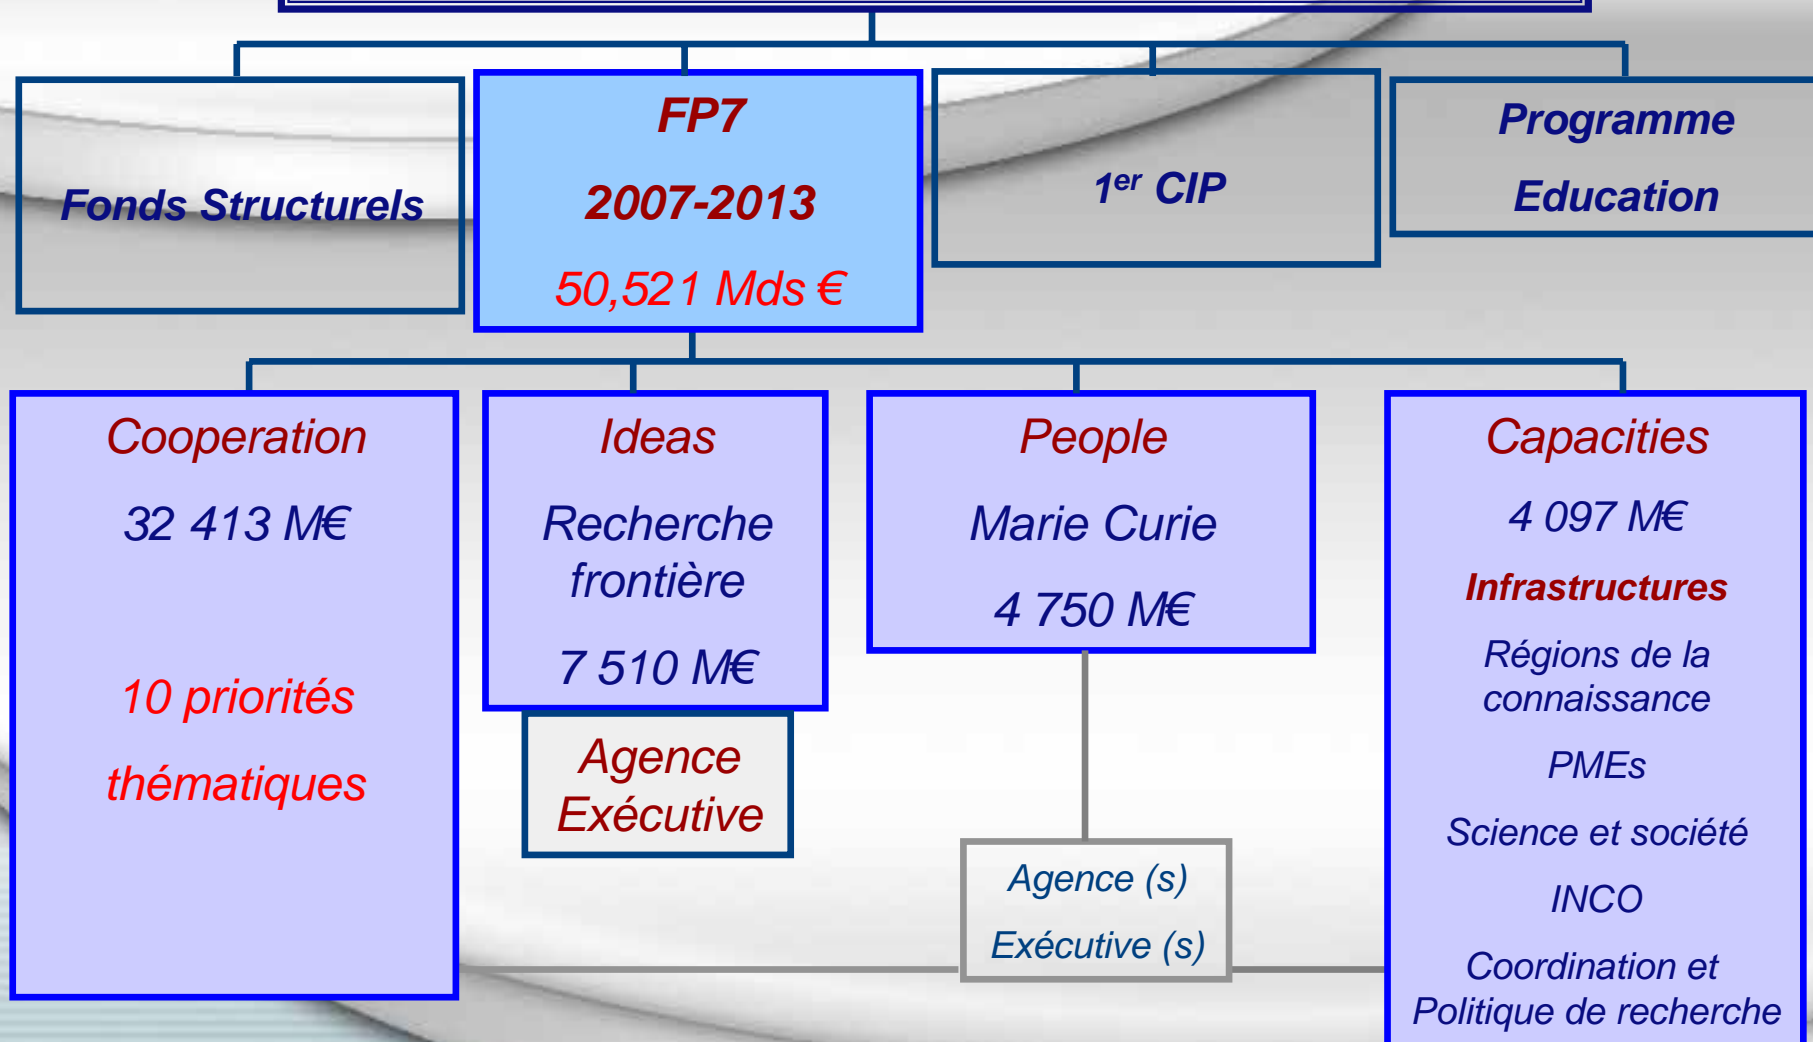 Fonds Structurels
FP7
2007-2013
50,521 Mds €
1er CIP
Programme
Education
Cooperation
32 413 M€
10 priorités
thématiques
Ideas
Recherche
frontière
7 510 M€
Agence
Exécutive
People
Marie Curie
4 750 M€
Agence (s)
Exécutive (s)
Capacities
4 097 M€
Infrastructures
Régions de la
connaissance
PMEs
Science et société
INCO
Coordination et
Politique de recherche